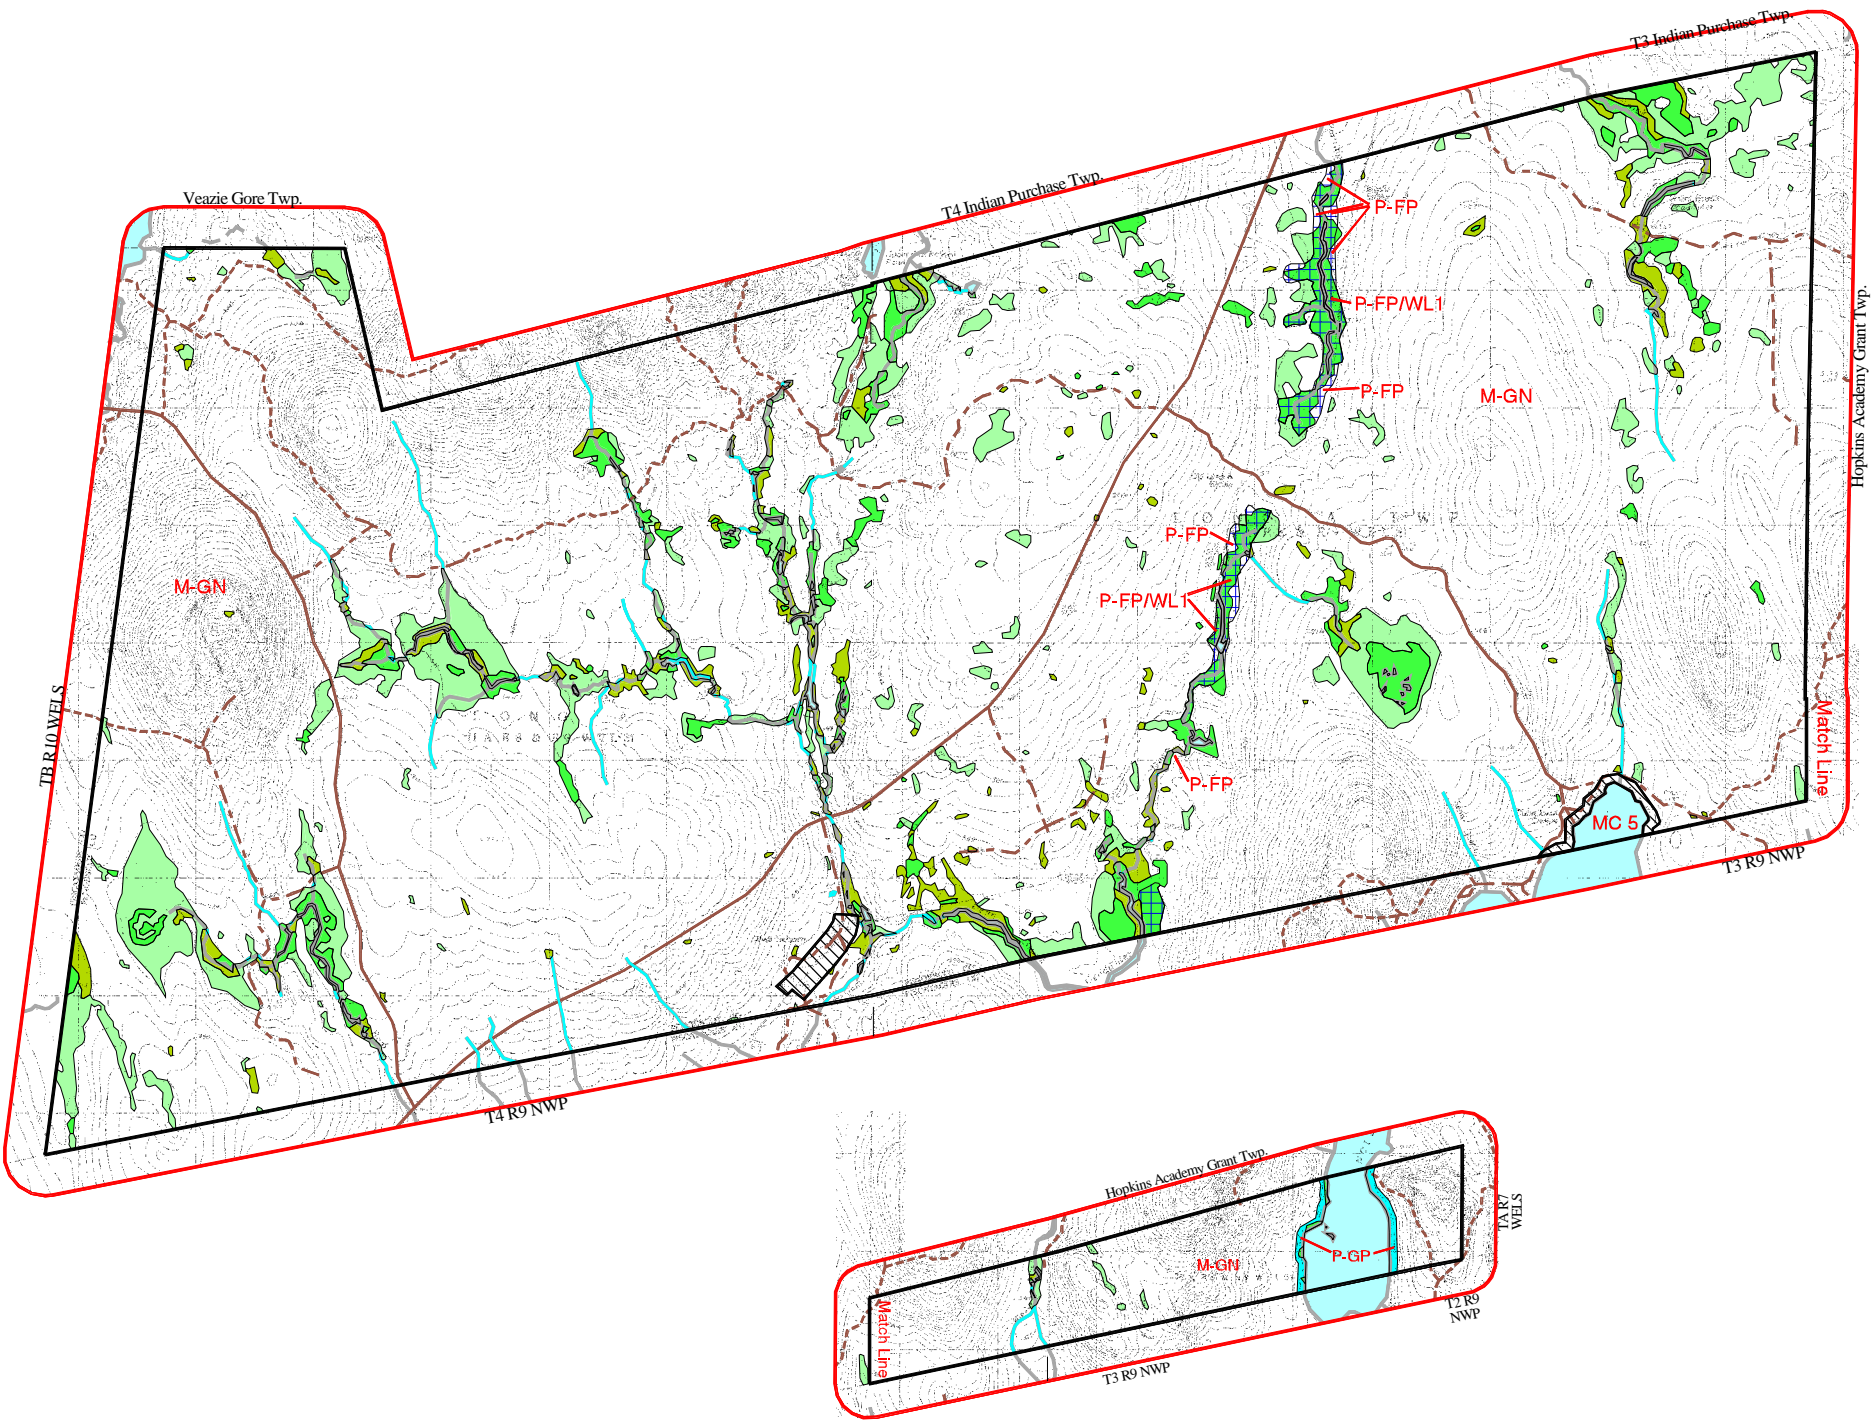 T3 Indian Purchase Twp.
Veazie Gore Twp.
T4 Indian Purchase Twp.
P-FP
Hopkins Academy Grant Twp.
P-FP/WL1
P-FP
M-GN
P-FP
M-GN
P-FP/WL1
TB R10 WELS
Match Line
P-FP
MC 5
T3 R9 NWP
T4 R9 NWP
Hopkins Academy Grant Twp.
TA R7
WELS
P-GP
M-GN
Match Line
T2 R9
NWP
T3 R9 NWP